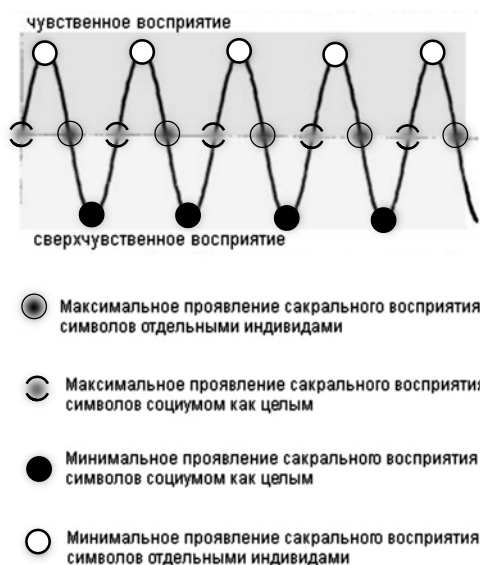 чувственное восприятие
сверхчувственное восприятие
Максимальное проявление сакрального восприятия
символов отдельными индивидами
Максимальное проявление сакрального восприятия
символов социумом как целым
Минимальное проявление сакрального восприятия
символов социумом как целым
Минимальное проявление сакрального восприятия
символов отдельными индивидами